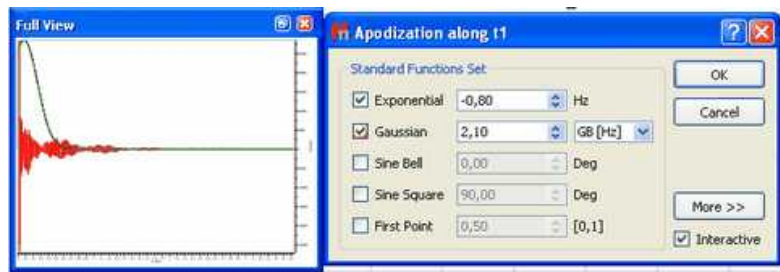 Full View
Apodization along t1
Standard Functions Set
Exponential -0,80 Hz
Gaussian 2,10 GB [Hz]
Sine Bell 0,00 Deg
Sine Square 90,00 Deg
First Point 0,50 [0,1]
OK
Cancel
More >>
Interactive